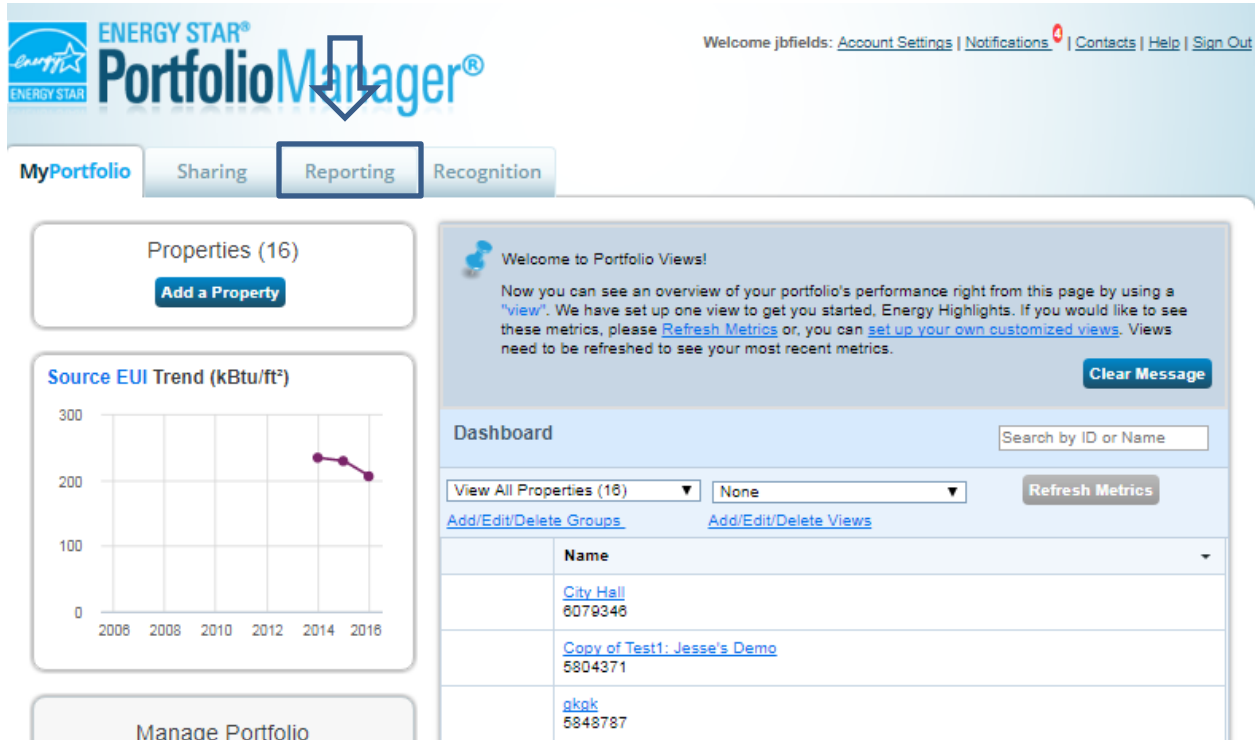 ENERGY STAR®
PortfolioManager®
energy
ENERGY STAR
Welcome jbfields: Account Settings | Notifications 4 | Contacts | Help | Sign Out
MyPortfolio
Sharing
Reporting
Recognition
Properties (16)
Add a Property
Source EUI Trend (kBtu/ft²)
300
200
100
0
2006 2008 2010 2012 2014 2016
Manage Portfolio
Welcome to Portfolio Views!
Now you can see an overview of your portfolio's performance right from this page by using a
"view". We have set up one view to get you started, Energy Highlights. If you would like to see
these metrics, please Refresh Metrics or, you can set up your own customized views. Views
need to be refreshed to see your most recent metrics.
Clear Message
Dashboard
Search by ID or Name
View All Properties (16) ▼
None ▼
Refresh Metrics
Add/Edit/Delete Groups
Add/Edit/Delete Views
Name
City Hall
6079346
Copy of Test1: Jesse's Demo
5804371
gkgk
5848787